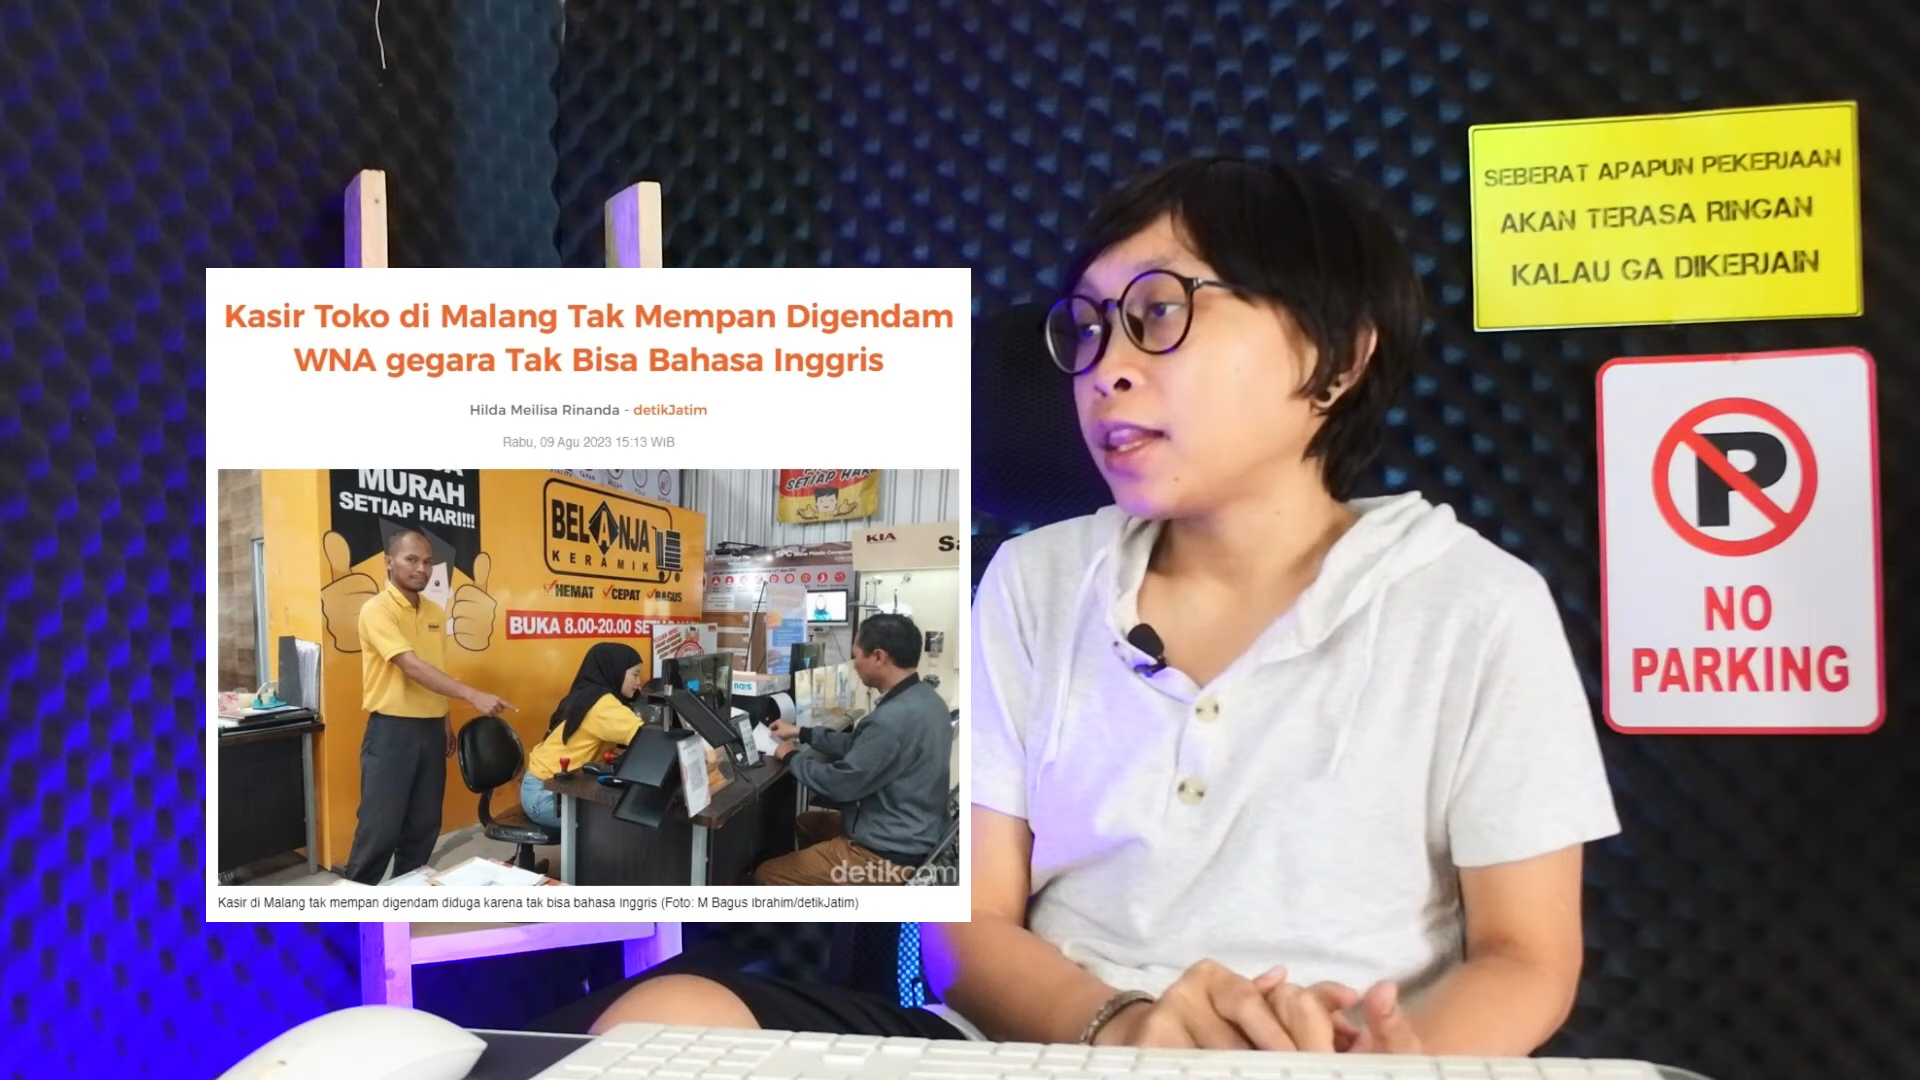 Kasir Toko di Malang Tak Mempan Digendam
WNA gegara Tak Bisa Bahasa Inggris
Hilda Meilisa Rinanda - detikJatim
Rabu, 09 Agu 2023 15:13 WIB
MURAH
SETIAP HARI!!!
BELANJA
KERAMIK
HEMAT CEPAT BAGUS
BUKA 8.00-20.00
SETIAP HARI
KIA
detikcom
Kasir di Malang tak mempan digendam diduga karena tak bisa bahasa Inggris (Foto: M Bagus Ibrahim/detikJatim)
SEBERAT APAPUN PEKERJAAN
AKAN TERASA RINGAN
KALAU GA DIKERJAIN
P
NO
PARKING